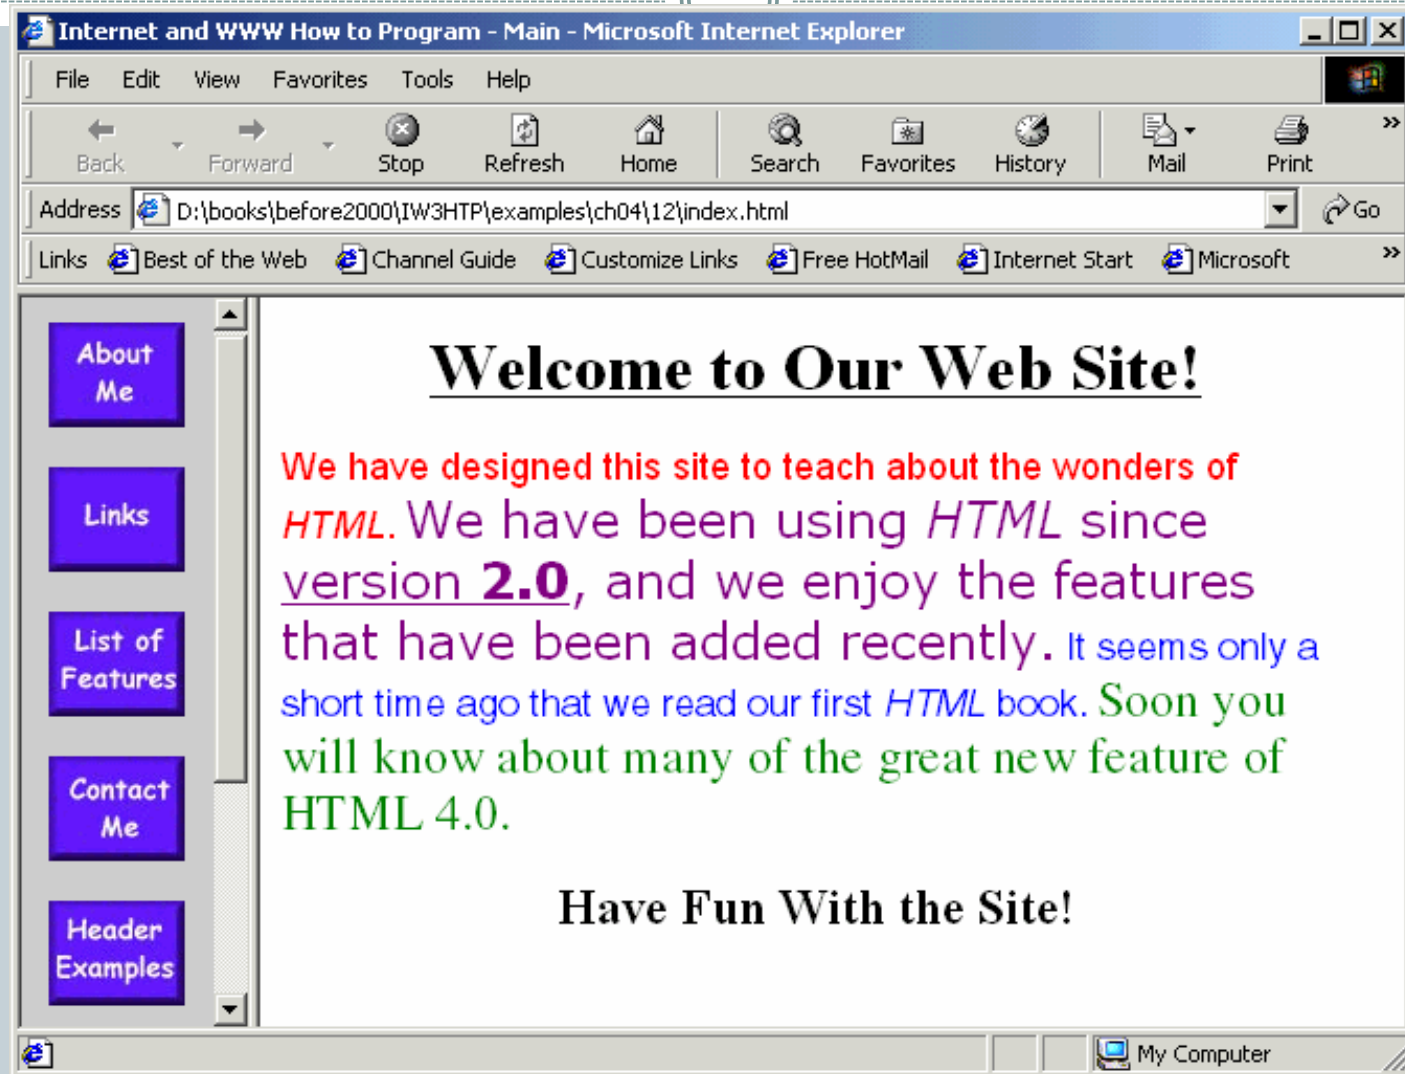 Internet and WWW How to Program - Main - Microsoft Internet Explorer
File Edit View Favorites Tools Help
Back Forward Stop Refresh Home Search Favorites History Mail Print »
Address D:\books\before2000\IW3HTP\examples\ch04\12\index.html Go
Links Best of the Web Channel Guide Customize Links Free HotMail Internet Start Microsoft »
About
Me
Links
List of
Features
Contact
Me
Header
Examples
Welcome to Our Web Site!
We have designed this site to teach about the wonders of
HTML. We have been using HTML since
version 2.0, and we enjoy the features
that have been added recently. It seems only a
short time ago that we read our first HTML book. Soon you
will know about many of the great new feature of
HTML 4.0.
Have Fun With the Site!
My Computer